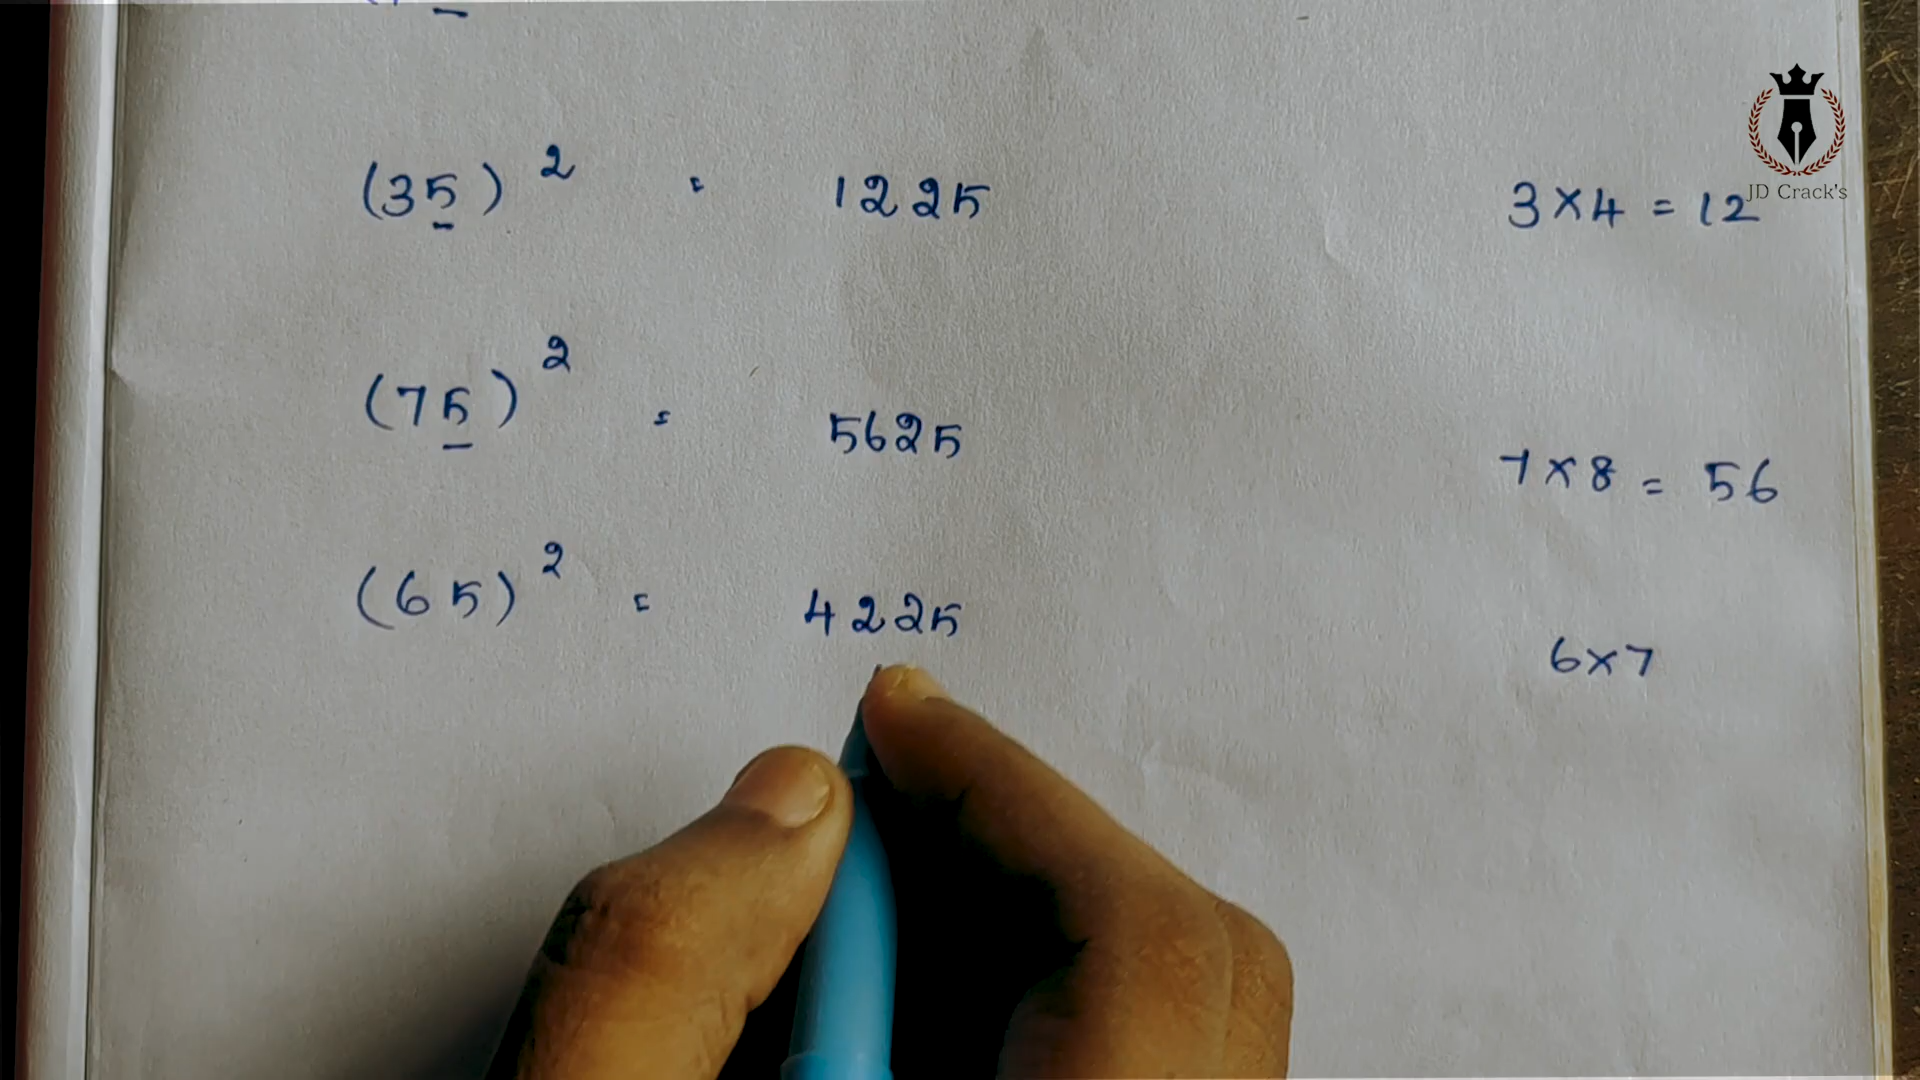 JD Crack's
(35)² = 1225 3×4 = 12
(75)² = 5625 7×8 = 56
(65)² = 4225 6×7